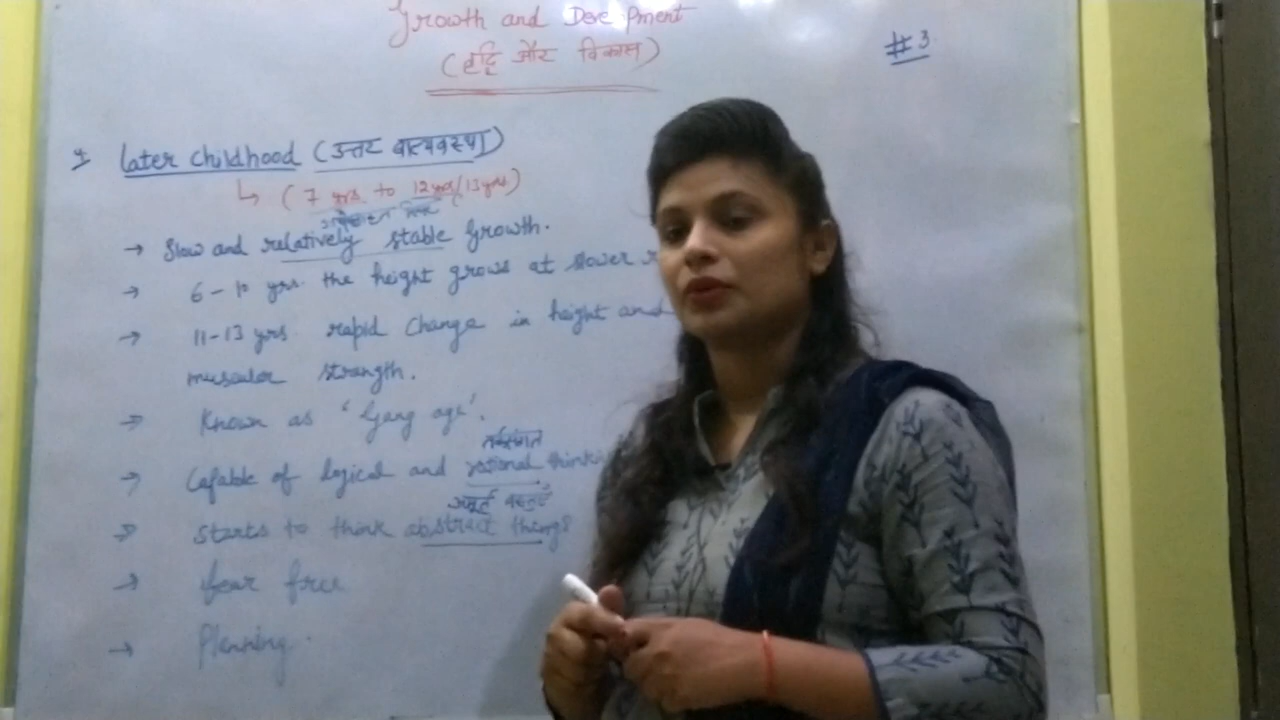 Growth and Development
(वृद्धि और विकास)
#3
later childhood (उत्तर बाल्यवस्था)
↳ (7 yrs to 12yrs/13yrs)
→ Slow and relatively stable Growth.
→ 6-10 yrs. the height grows at slower
→ 11-13 yrs. rapid change in height and
muscular strength.
→ Known as 'Gang age'.
तर्कसंगत
→ Capable of logical and rational thinki
अमूर्त वस्तुएँ
→ Starts to think abstract things
→ fear free
→ Planning.